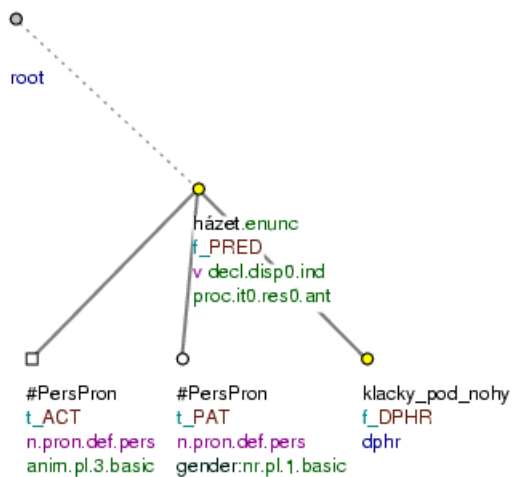 root
házet.enunc
f_PRED
v decl.disp0.ind
proc.it0.res0.ant
#PersPron
t_ACT
n.pron.def.pers
anim.pl.3.basic
#PersPron
t_PAT
n.pron.def.pers
gender:nr.pl.1.basic
klacky_pod_nohy
f_DPHR
dphr